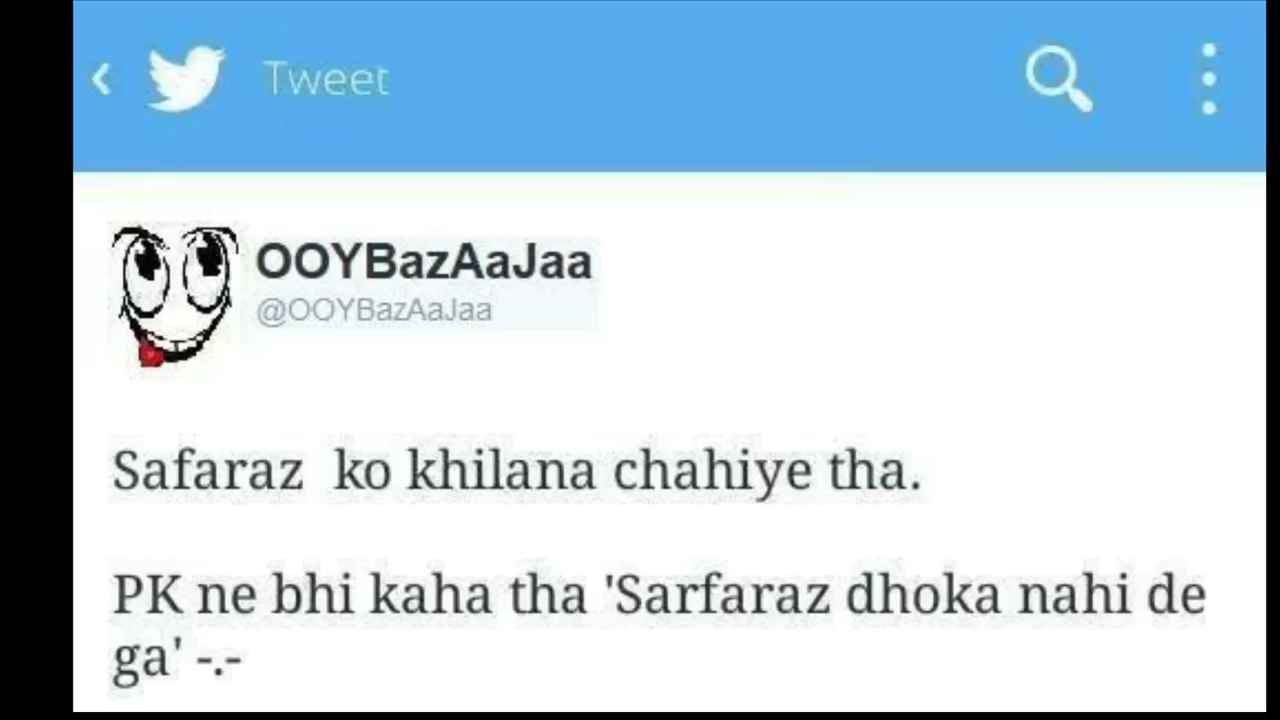 Tweet
OOYBazAaJaa
@OOYBazAaJaa
Safaraz ko khilana chahiye tha.
PK ne bhi kaha tha 'Sarfaraz dhoka nahi de
ga' -.-